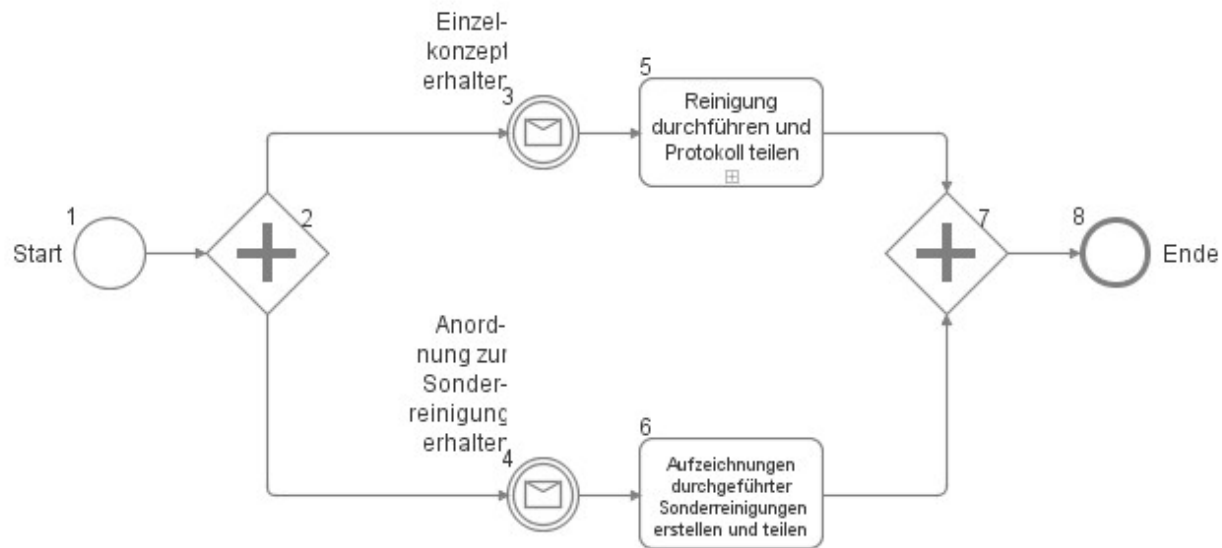 Einzel-
konzept
erhalten
3
5
Reinigung
durchführen und
Protokoll teilen
1
Start
2
7
8
Ende
Anord-
nung zur
Sonder-
reinigung
erhalten
4
6
Aufzeichnungen
durchgeführter
Sonderreinigungen
erstellen und teilen